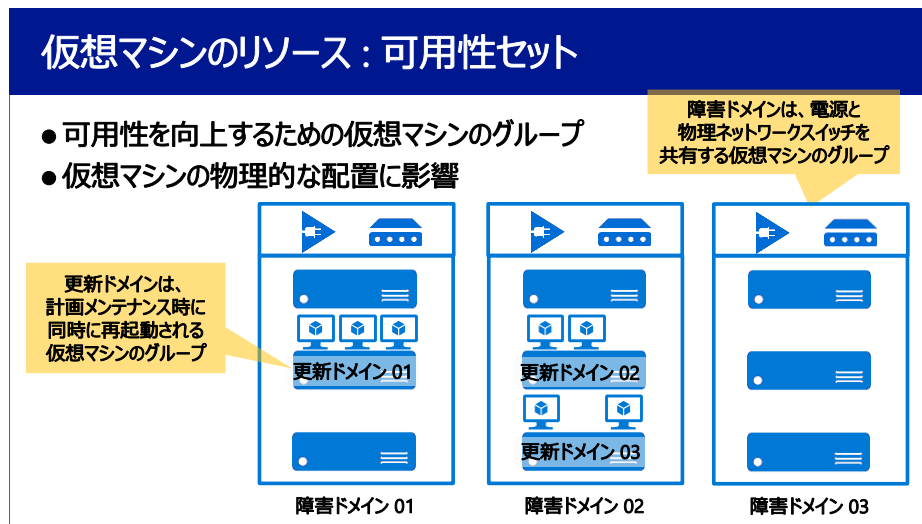 仮想マシンのリソース : 可用性セット
障害ドメインは、電源と
物理ネットワークスイッチを
共有する仮想マシンのグループ
● 可用性を向上するための仮想マシンのグループ
● 仮想マシンの物理的な配置に影響
更新ドメインは、
計画メンテナンス時に
同時に再起動される
仮想マシンのグループ
更新ドメイン 01
更新ドメイン 02
更新ドメイン 03
障害ドメイン 01
障害ドメイン 02
障害ドメイン 03